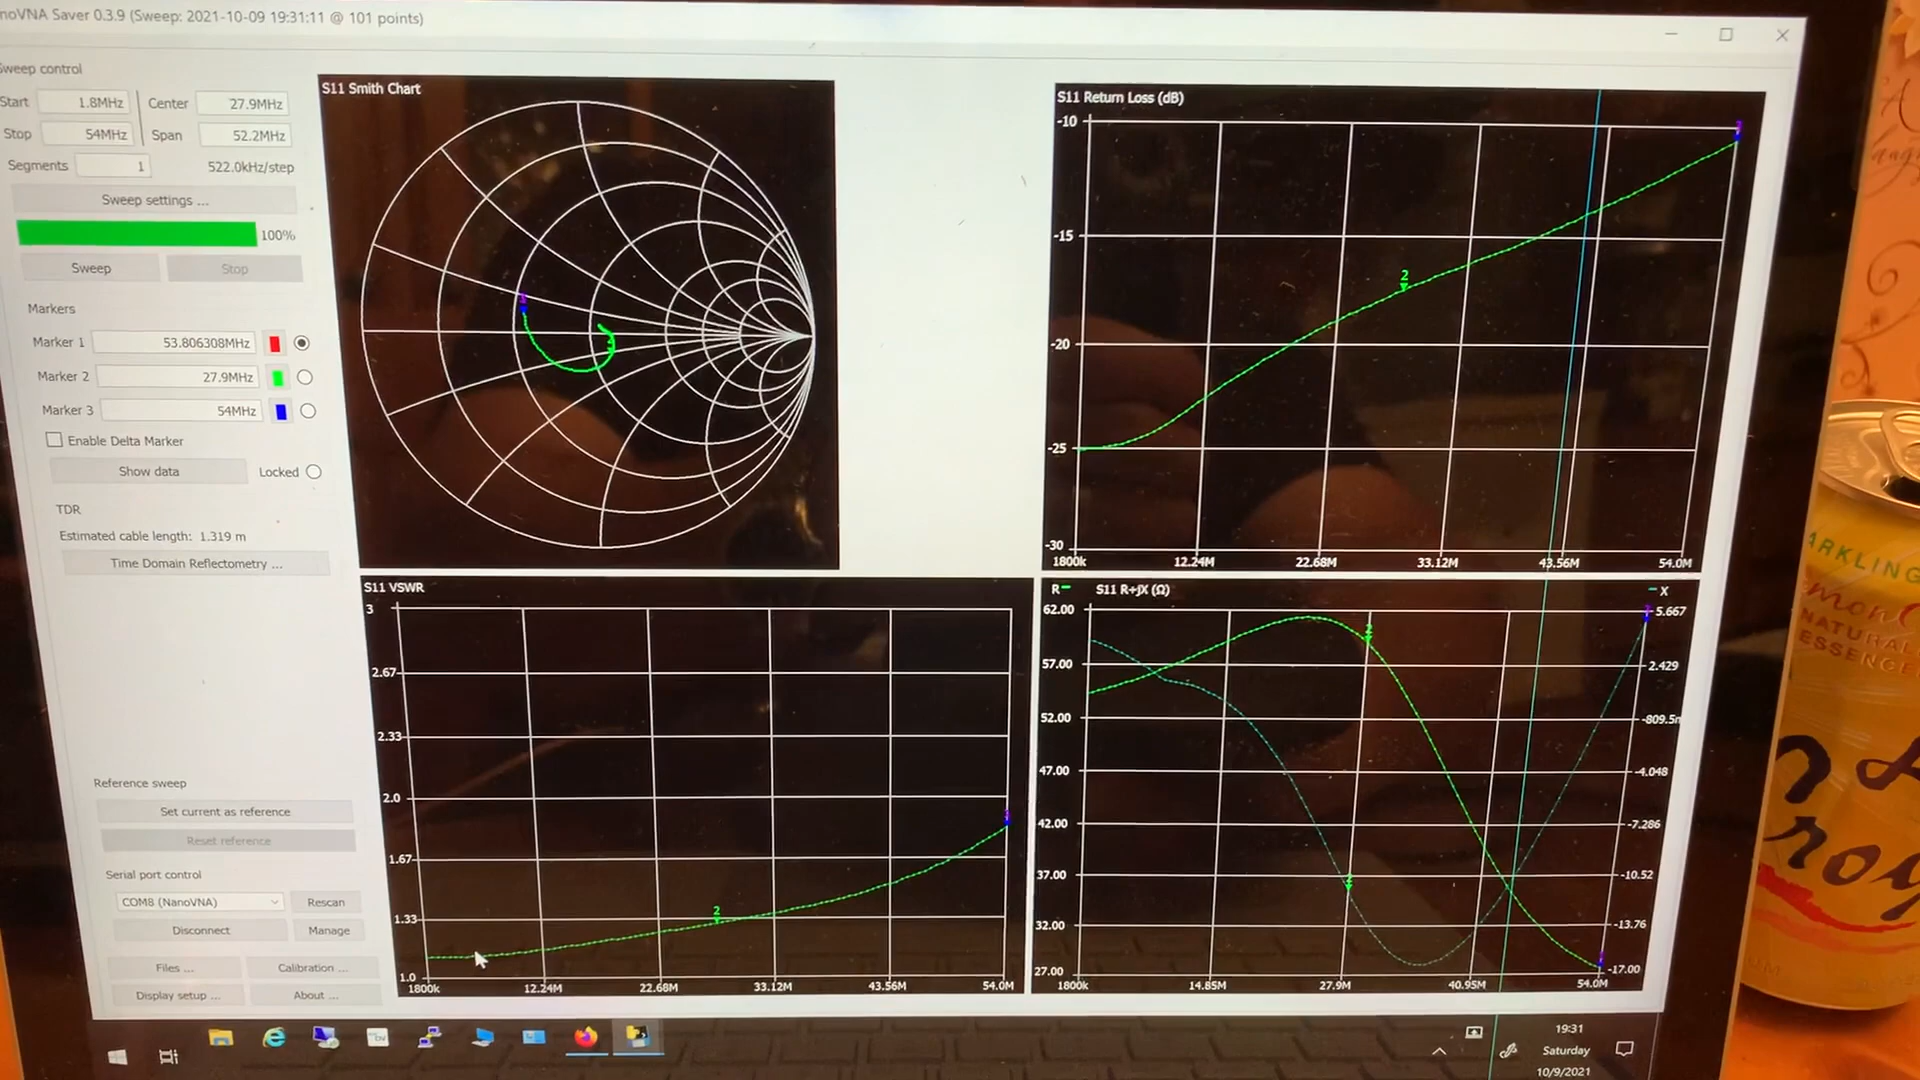 noVNA Saver 0.3.9 (Sweep: 2021-10-09 19:31:11 @ 101 points)
Sweep control
Start 1.8MHz Center 27.9MHz
Stop 54MHz Span 52.2MHz
Segments 1 522.0kHz/step
Sweep settings ...
100%
Sweep Stop
Markers
Marker 1 53.806308MHz
Marker 2 27.9MHz
Marker 3 54MHz
Enable Delta Marker
Show data Locked
TDR
Estimated cable length: 1.319 m
Time Domain Reflectometry ...
Reference sweep
Set current as reference
Reset reference
Serial port control
COM8 (NanoVNA) Rescan
Disconnect Manage
Files ... Calibration ...
Display setup ... About ...
S11 Smith Chart
S11 Return Loss (dB)
-10
-15
2
-20
-25
-30
1800k 12.24M 22.68M 33.12M 43.56M 54.0M
S11 VSWR
3
2.67
2.33
2.0
1.67
2
1.33
1.0
1800k 12.24M 22.68M 33.12M 43.56M 54.0M
R S11 R+jX (Ω) X
62.00 5.667
2
57.00 2.429
52.00 -809.5m
47.00 -4.048
42.00 -7.286
37.00 -10.52
2
32.00 -13.76
27.00 -17.00
1800k 14.85M 27.9M 40.95M 54.0M
19:31
Saturday
10/9/2021
ARKLING
NATURAL
ESSENCE